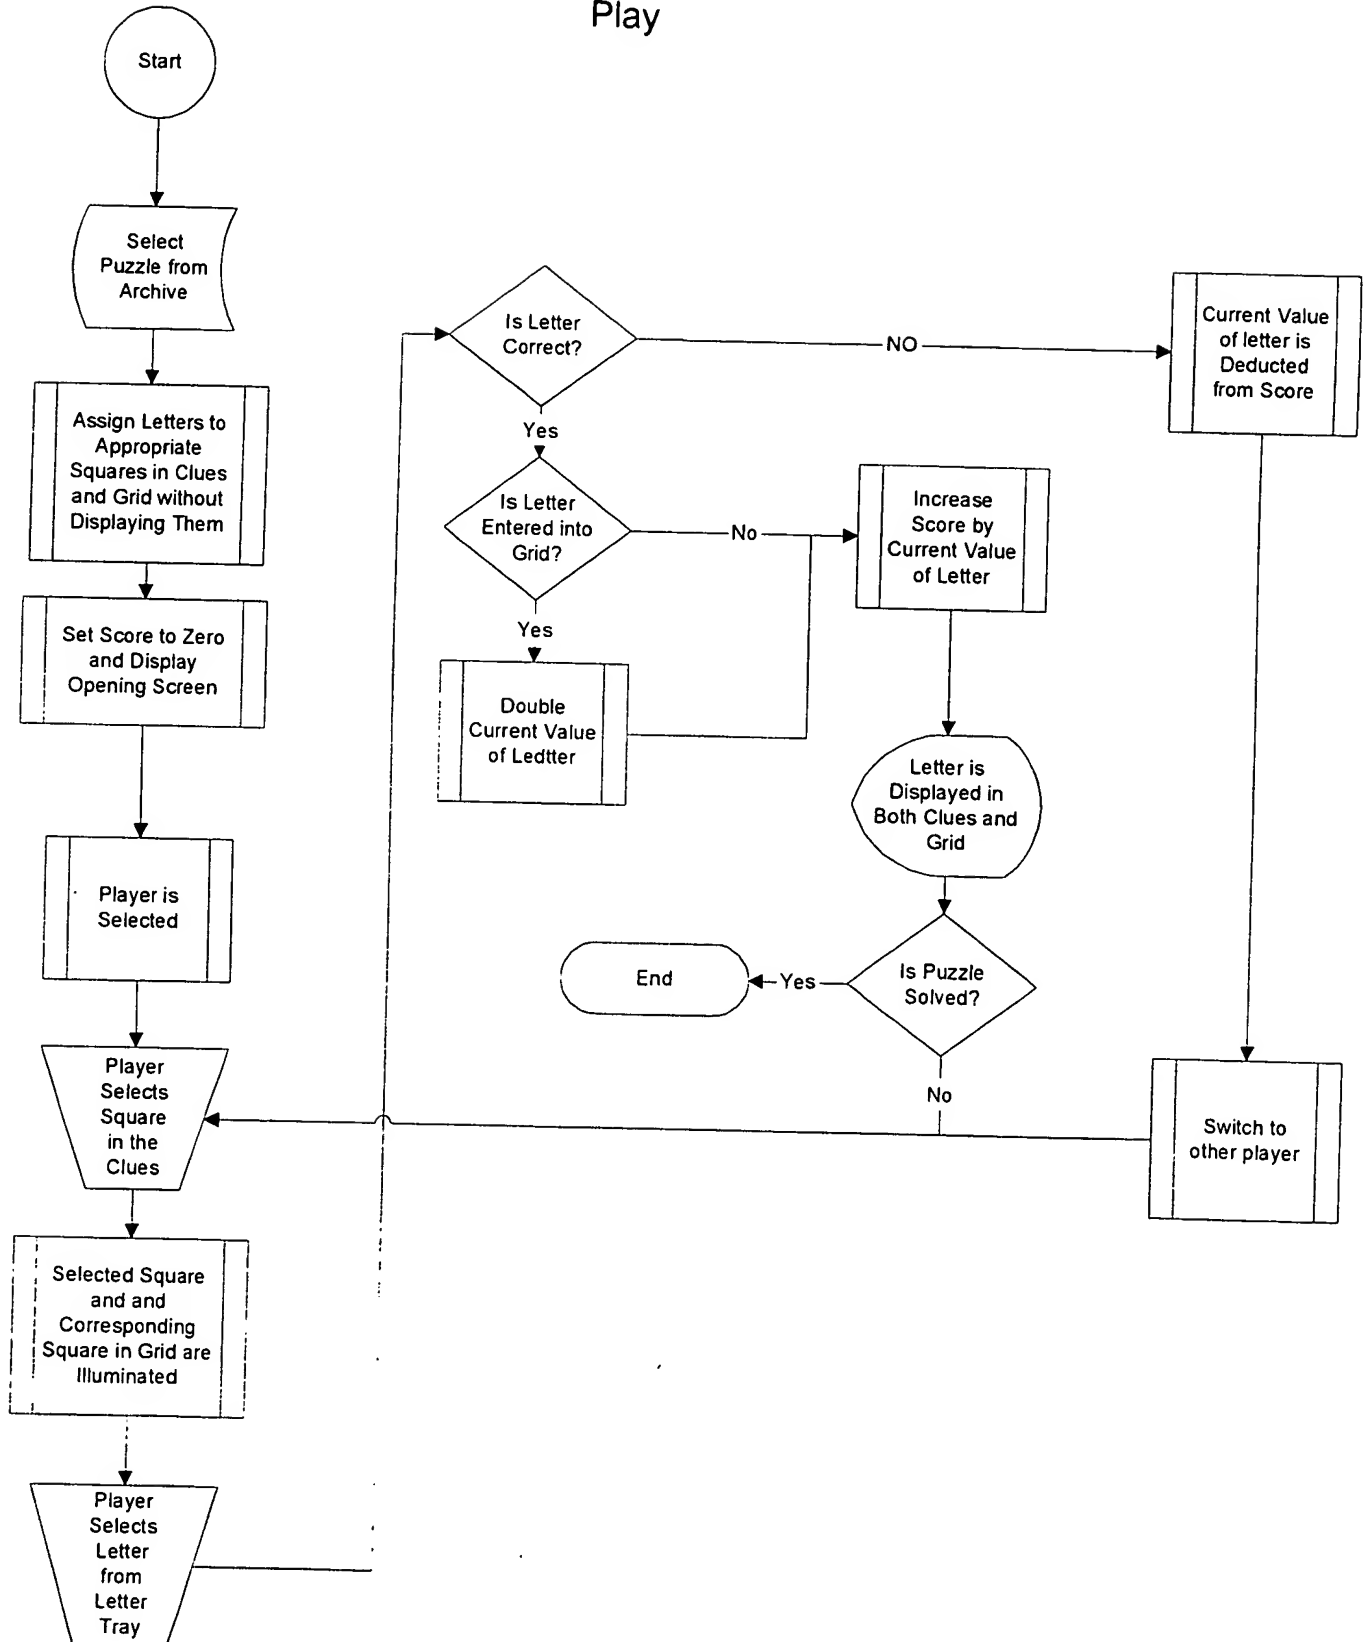 Play
Start
Select
Puzzle from
Archive
Assign Letters to
Appropriate
Squares in Clues
and Grid without
Displaying Them
Set Score to Zero
and Display
Opening Screen
Player is
Selected
Player
Selects
Square
in the
Clues
Selected Square
and and
Corresponding
Square in Grid are
Illuminated
Player
Selects
Letter
from
Letter
Tray
Is Letter
Correct?
NO
Yes
Current Value
of letter is
Deducted
from Score
Is Letter
Entered into
Grid?
No
Yes
Double
Current Value
of Ledtter
Increase
Score by
Current Value
of Letter
Letter is
Displayed in
Both Clues and
Grid
Is Puzzle
Solved?
Yes
End
No
Switch to
other player